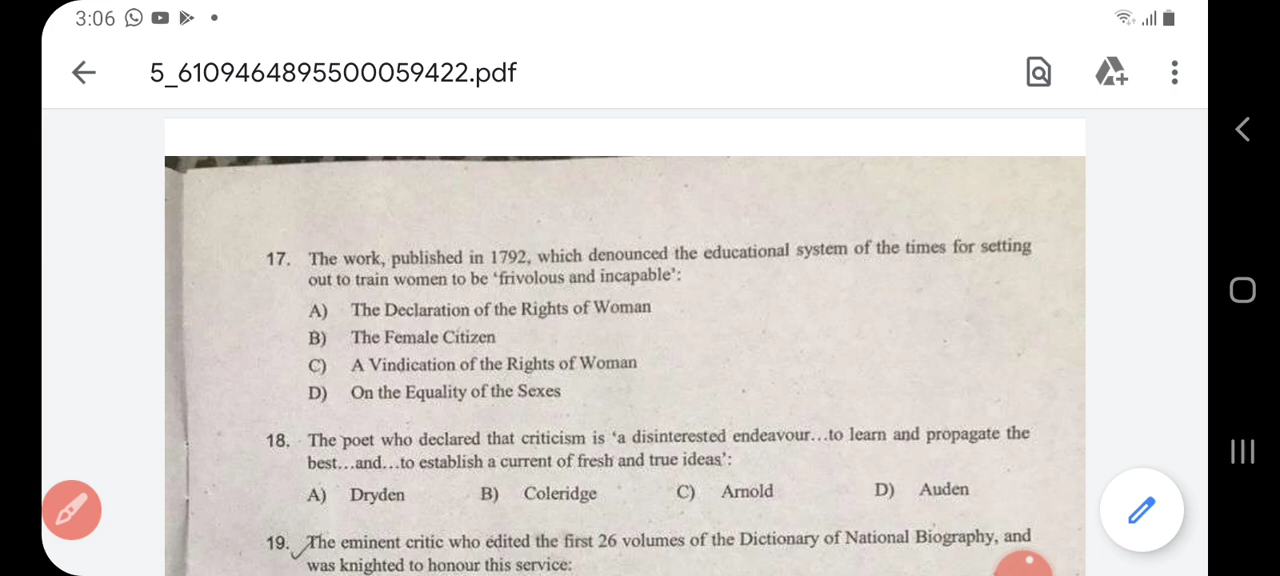 3:06
5_6109464895500059422.pdf
17. The work, published in 1792, which denounced the educational system of the times for setting
out to train women to be ‘frivolous and incapable’:
A) The Declaration of the Rights of Woman
B) The Female Citizen
C) A Vindication of the Rights of Woman
D) On the Equality of the Sexes
18. The poet who declared that criticism is ‘a disinterested endeavour...to learn and propagate the
best...and...to establish a current of fresh and true ideas’:
A) Dryden B) Coleridge C) Arnold D) Auden
19. The eminent critic who edited the first 26 volumes of the Dictionary of National Biography, and
was knighted to honour this service: